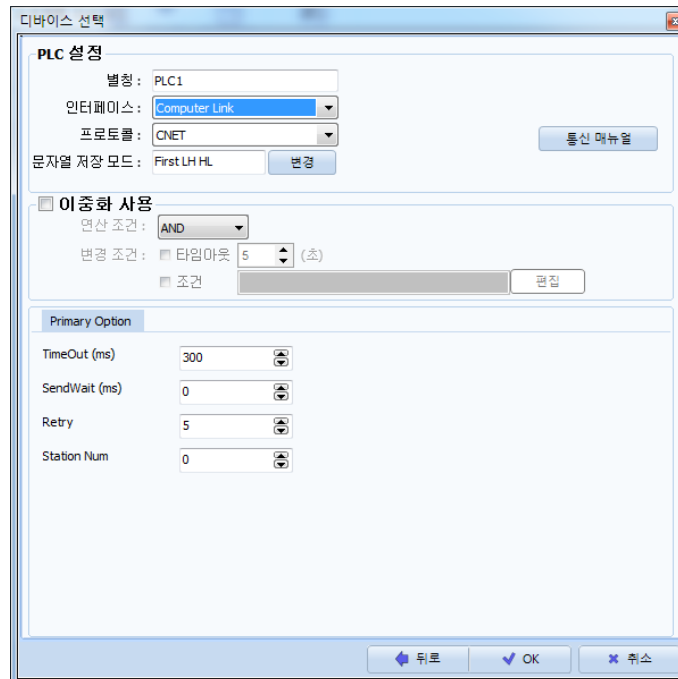 디바이스 선택
PLC 설정
별칭 : PLC1
인터페이스 : Computer Link
프로토콜 : CNET
통신 매뉴얼
문자열 저장 모드 : First LH HL 변경
이중화 사용
연산 조건 : AND
변경 조건 : 타임아웃 5 (초)
조건 편집
Primary Option
TimeOut (ms) 300
SendWait (ms) 0
Retry 5
Station Num 0
뒤로 OK 취소